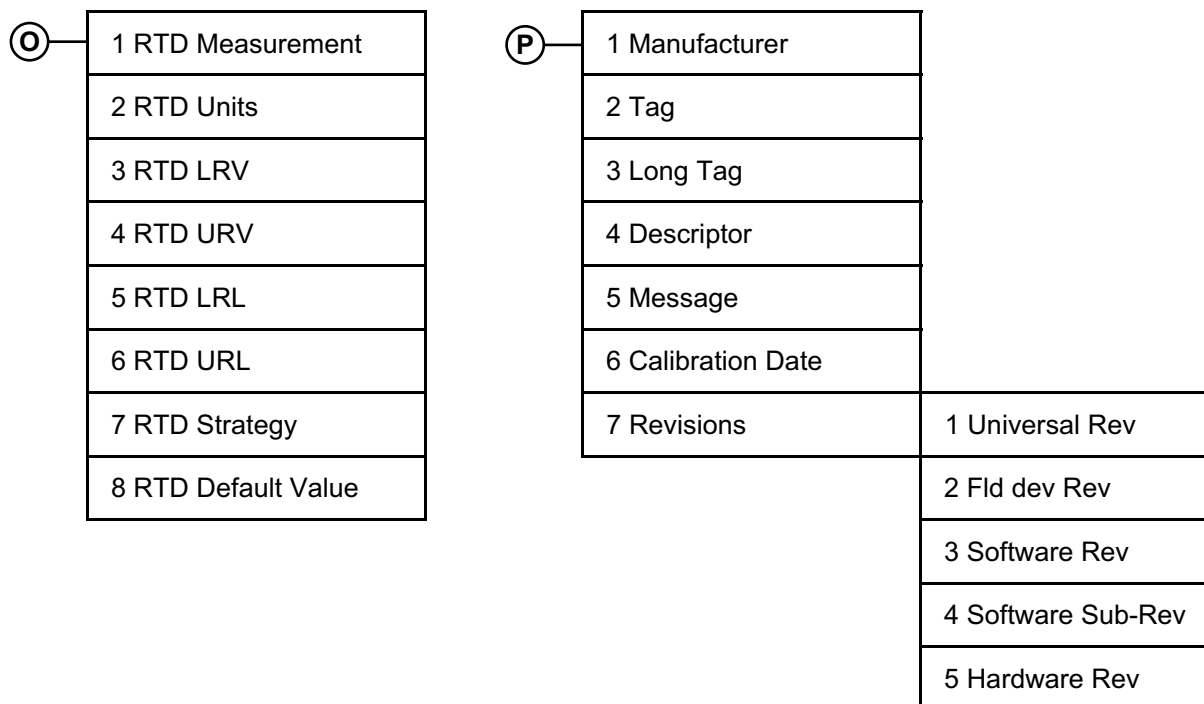 O
1 RTD Measurement
2 RTD Units
3 RTD LRV
4 RTD URV
5 RTD LRL
6 RTD URL
7 RTD Strategy
8 RTD Default Value
P
1 Manufacturer
2 Tag
3 Long Tag
4 Descriptor
5 Message
6 Calibration Date
7 Revisions
1 Universal Rev
2 Fld dev Rev
3 Software Rev
4 Software Sub-Rev
5 Hardware Rev